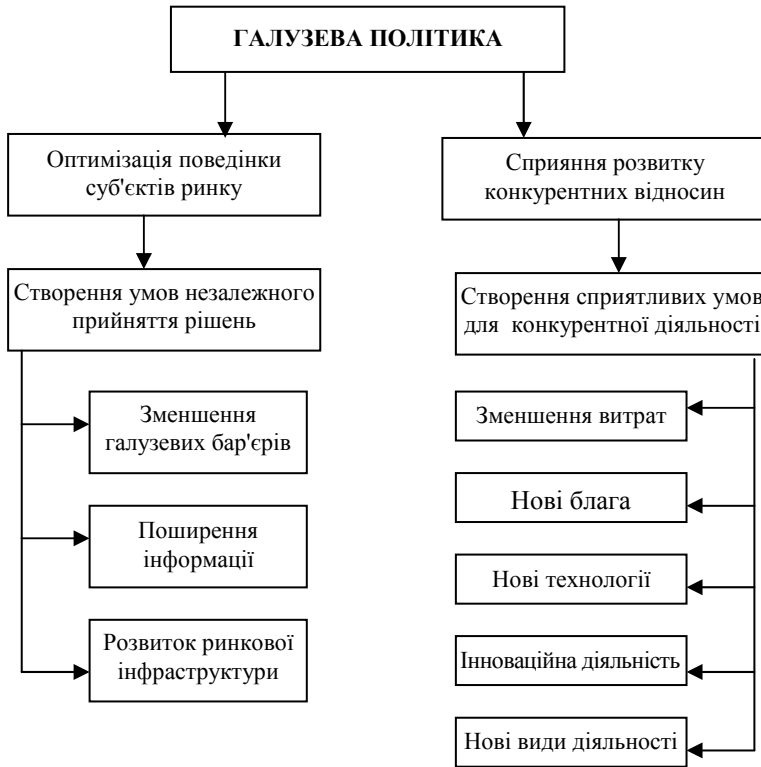 ГАЛУЗЕВА ПОЛІТИКА
Оптимізація поведінки
суб'єктів ринку
Створення умов незалежного
прийняття рішень
Зменшення
галузевих бар'єрів
Поширення
інформації
Розвиток ринкової
інфраструктури
Сприяння розвитку
конкурентних відносин
Створення сприятливих умов
для конкурентної діяльності
Зменшення витрат
Нові блага
Нові технології
Інноваційна діяльність
Нові види діяльності